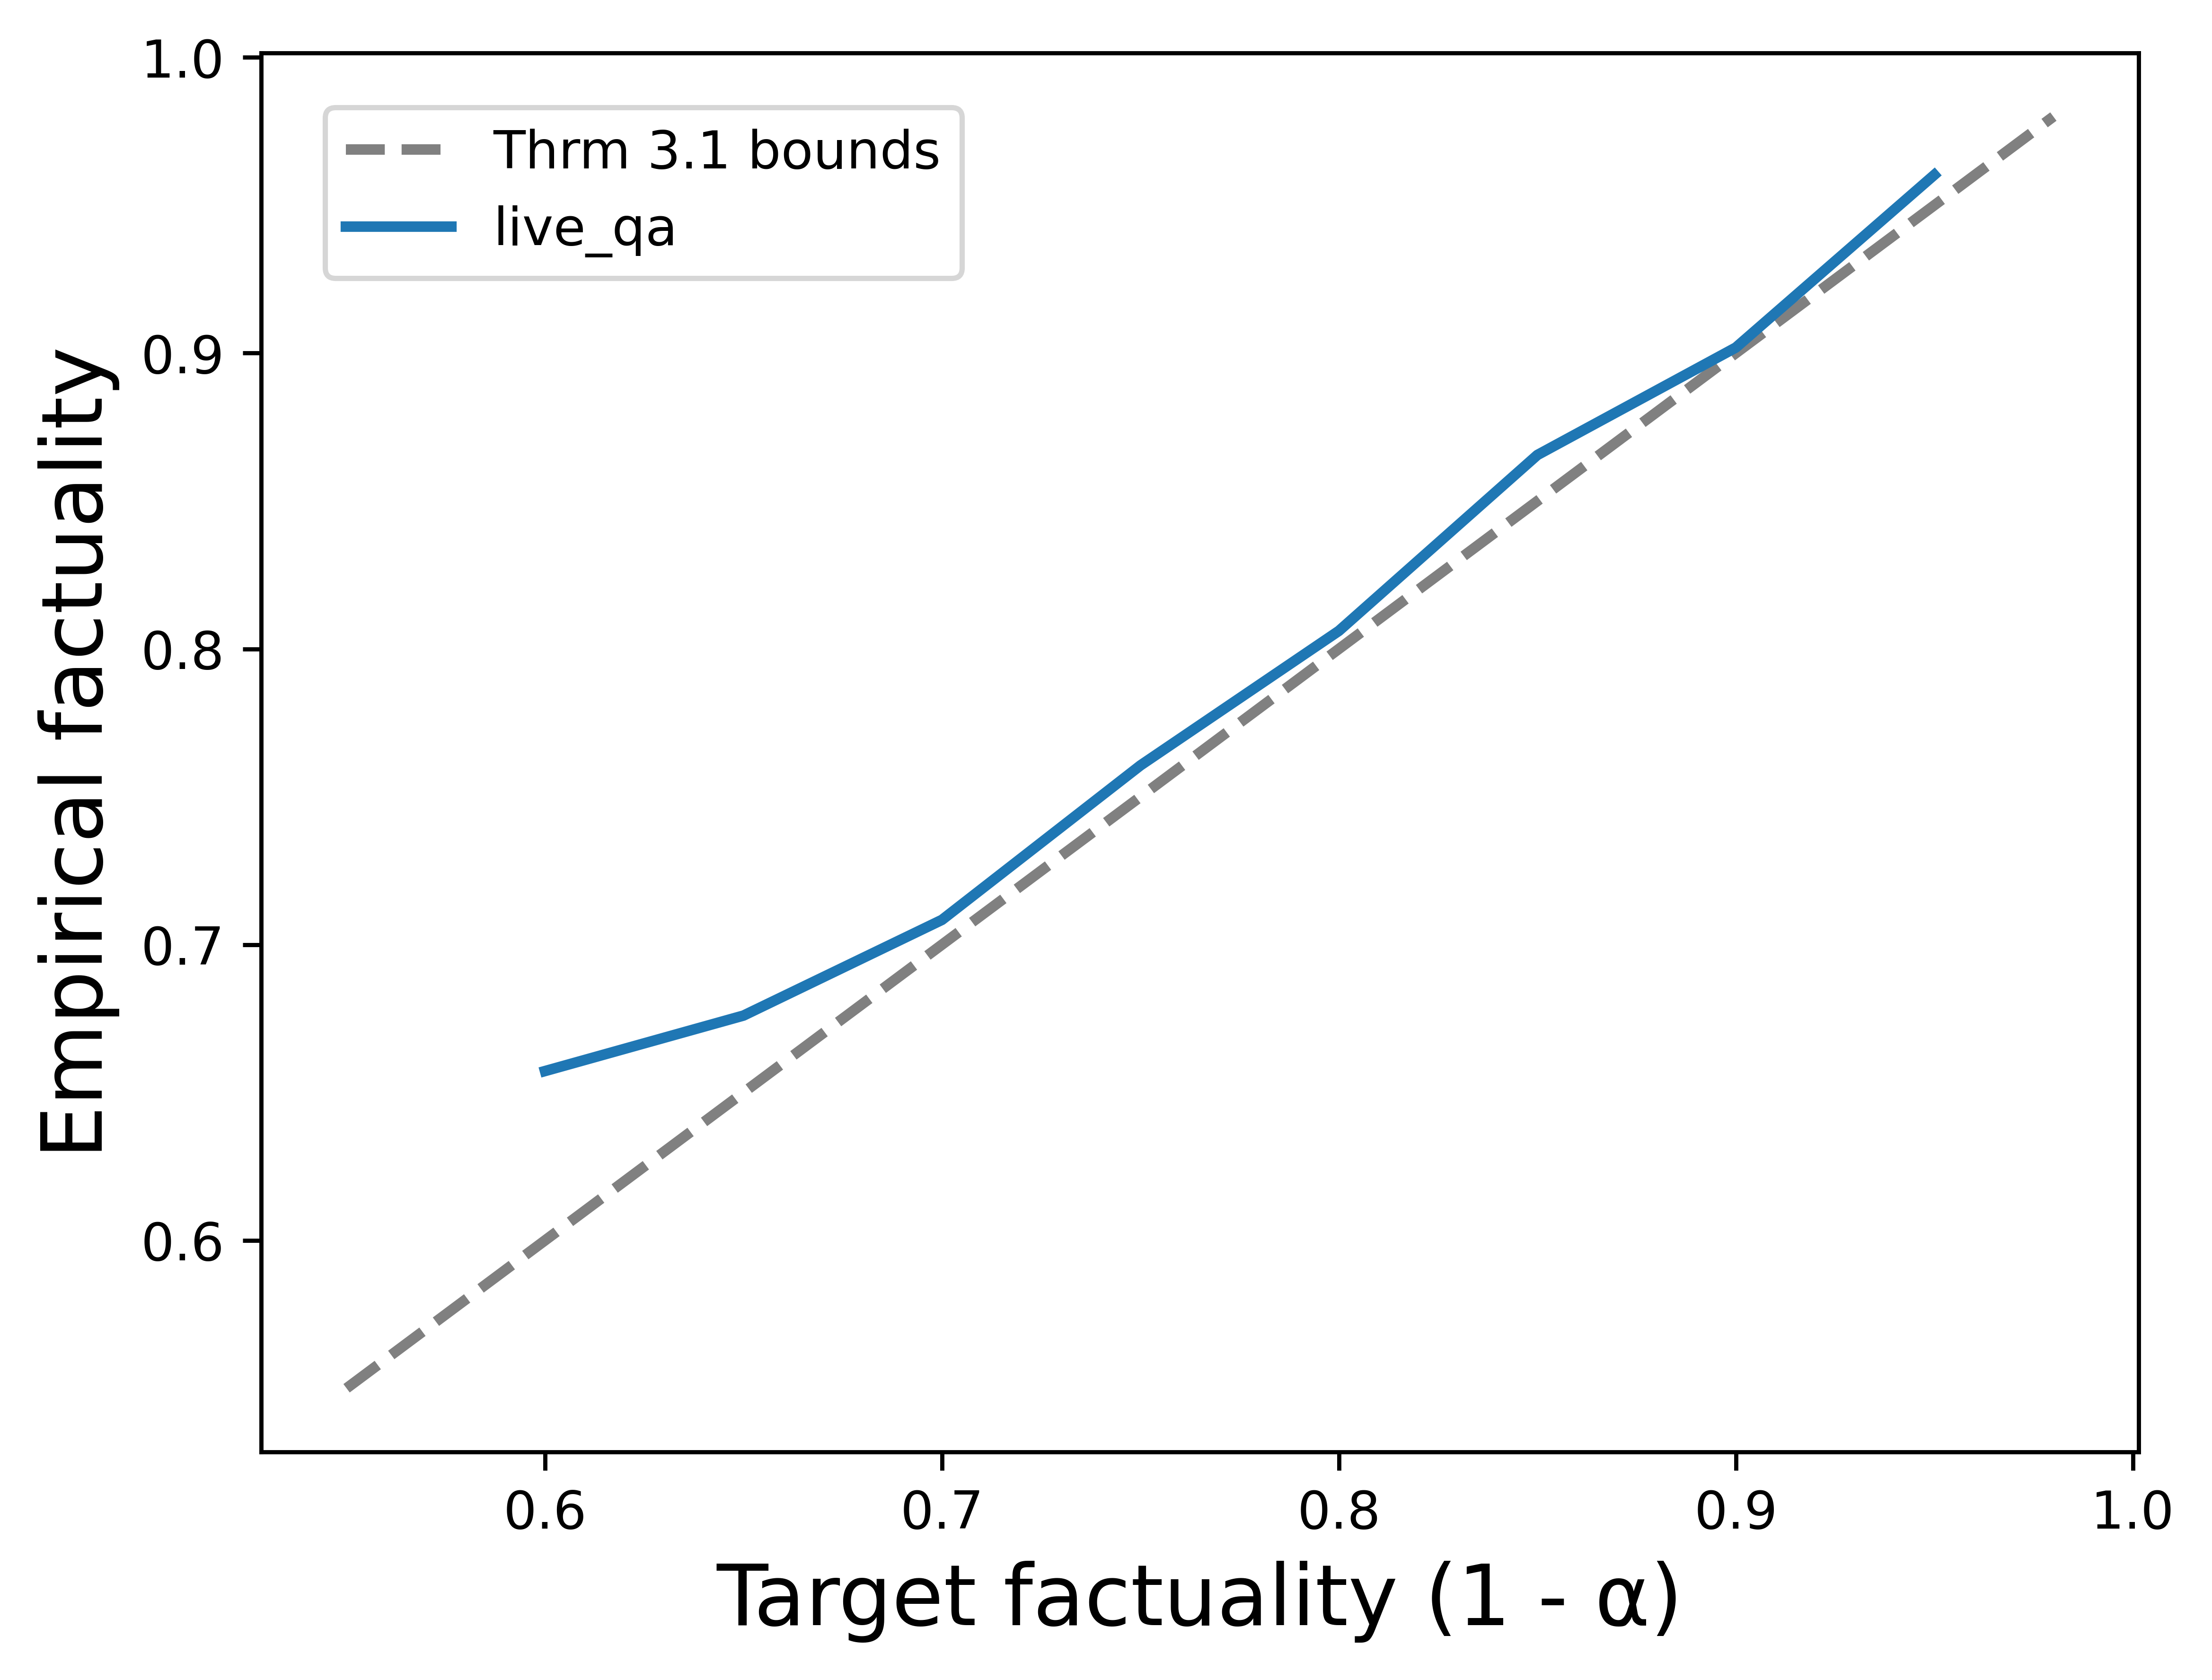 1.0
0.9
0.8
0.7
0.6
Empirical factuality
Thrm 3.1 bounds
live_qa
0.6 0.7 0.8 0.9 1.0
Target factuality (1 - α)